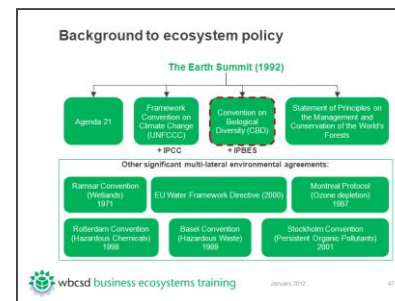 Background to ecosystem policy
The Earth Summit (1992)
Agenda 21
Framework
Convention on
Climate Change
(UNFCCC)
+ IPCC
Convention on
Biological
Diversity (CBD)
+ IPBES
Statement of Principles on
the Management and
Conservation of the World's
Forests
Other significant multi-lateral environmental agreements:
Ramsar Convention
(Wetlands)
1971
EU Water Framework Directive (2000)
Montreal Protocol
(Ozone depletion)
1987
Rotterdam Convention
(Hazardous Chemicals)
1998
Basel Convention
(Hazardous Waste)
1989
Stockholm Convention
(Persistent Organic Pollutants)
2001
wbcsd business ecosystems training
January 2012
47